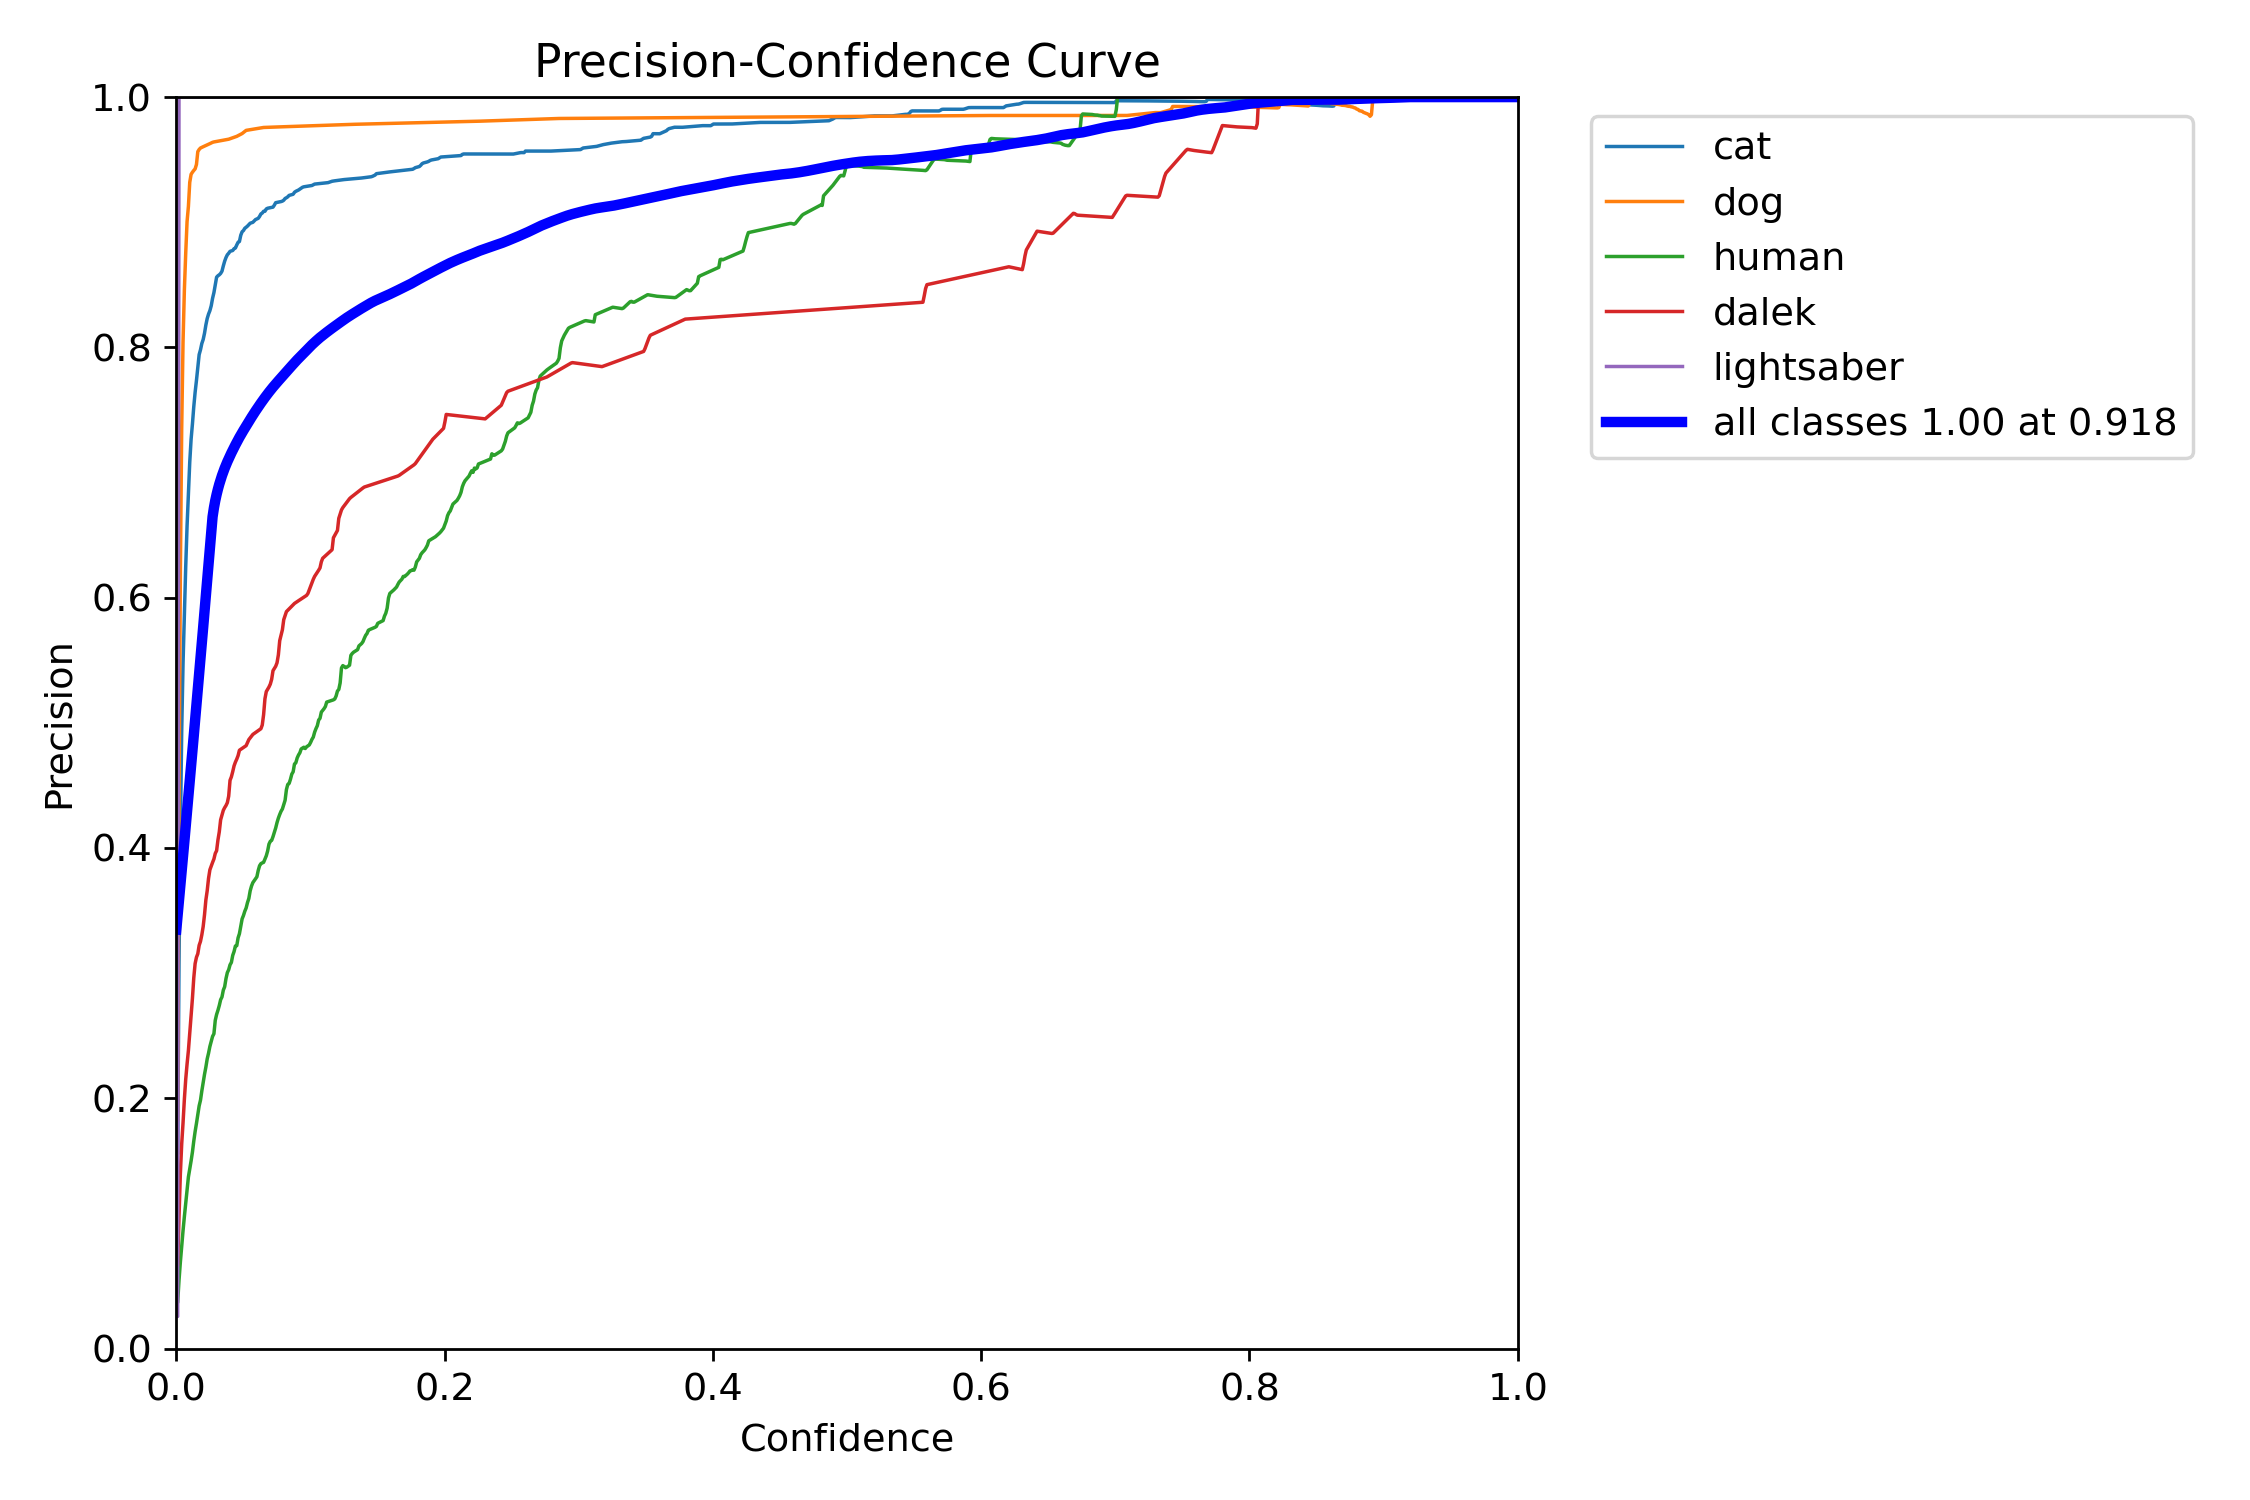 Precision-Confidence Curve
1.0
0.8
0.6
0.4
0.2
0.0
Precision
0.0 0.2 0.4 0.6 0.8 1.0
Confidence
cat
dog
human
dalek
lightsaber
all classes 1.00 at 0.918